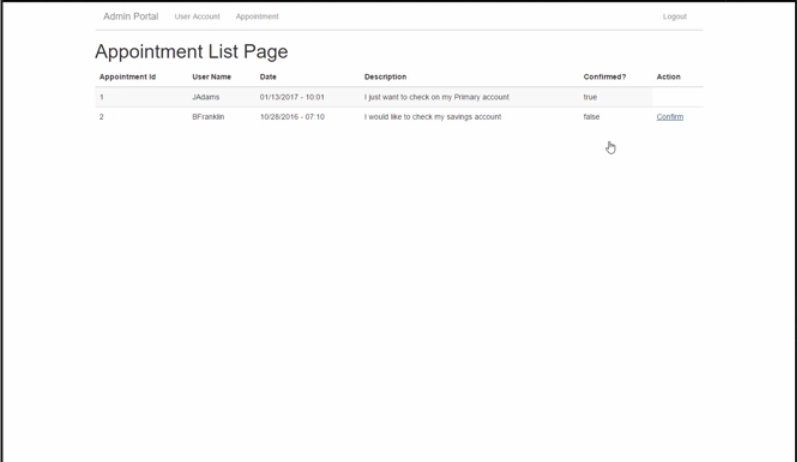 Admin Portal User Account Appointment Logout
Appointment List Page
Appointment Id User Name Date Description Confirmed? Action
1 JAdams 01/13/2017 - 10:01 I just want to check on my Primary account true
2 BFranklin 10/28/2016 - 07:10 I would like to check my savings account false Confirm